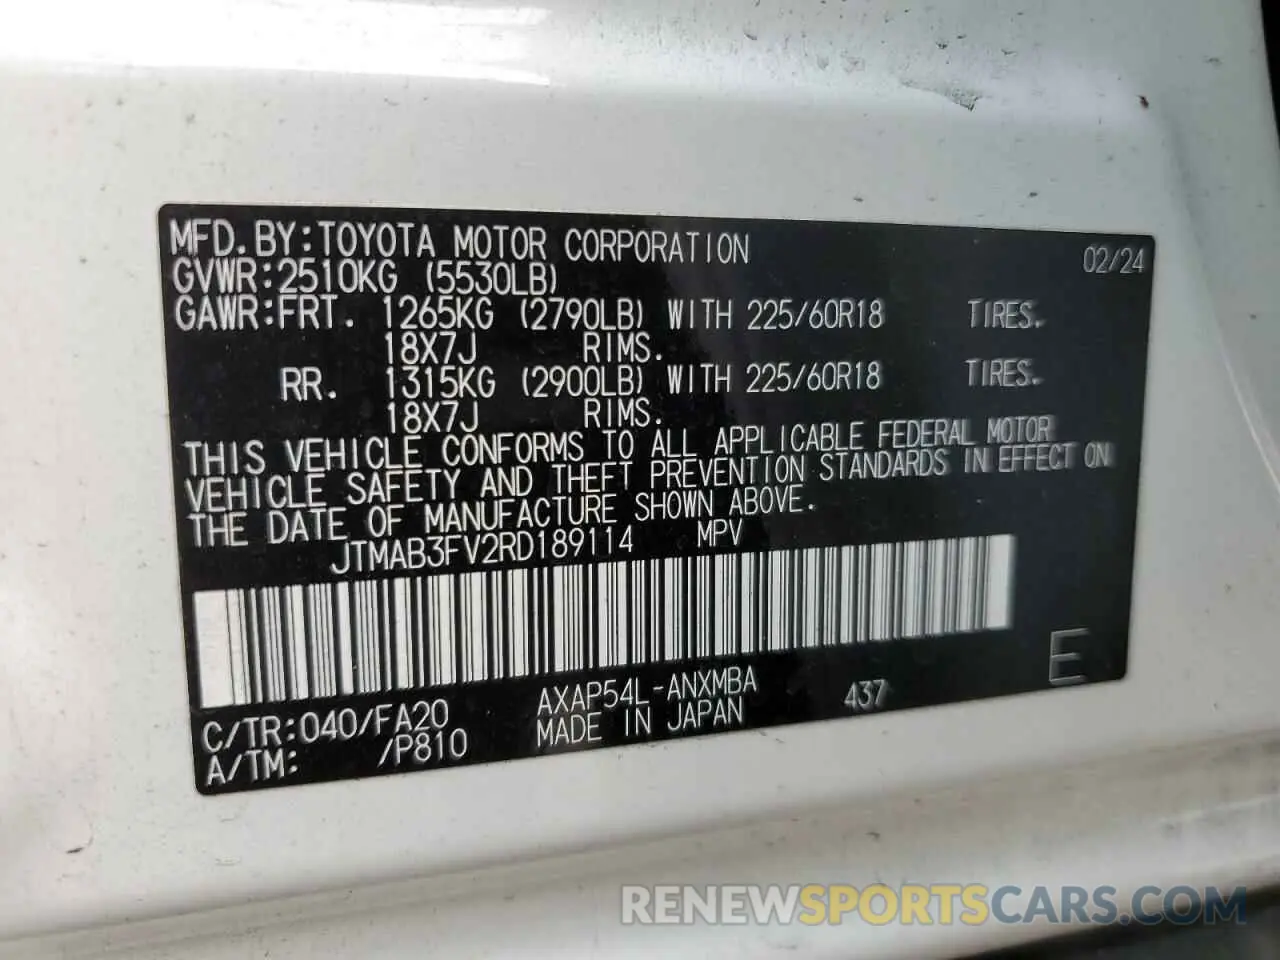 MFD.BY:TOYOTA MOTOR CORPORATION 02/24
GVWR:2510KG (5530LB)
GAWR:FRT. 1265KG (2790LB) WITH 225/60R18 TIRES.
18X7J RIMS.
RR. 1315KG (2900LB) WITH 225/60R18 TIRES.
18X7J RIMS.
THIS VEHICLE CONFORMS TO ALL APPLICABLE FEDERAL MOTOR
VEHICLE SAFETY AND THEFT PREVENTION STANDARDS IN EFFECT ON
THE DATE OF MANUFACTURE SHOWN ABOVE.
JTMAB3FV2RD189114 MPV
E
C/TR:040/FA20 AXAP54L-ANXMBA 437
A/TM: /P810 MADE IN JAPAN
RENEWSPORTSCARS.COM